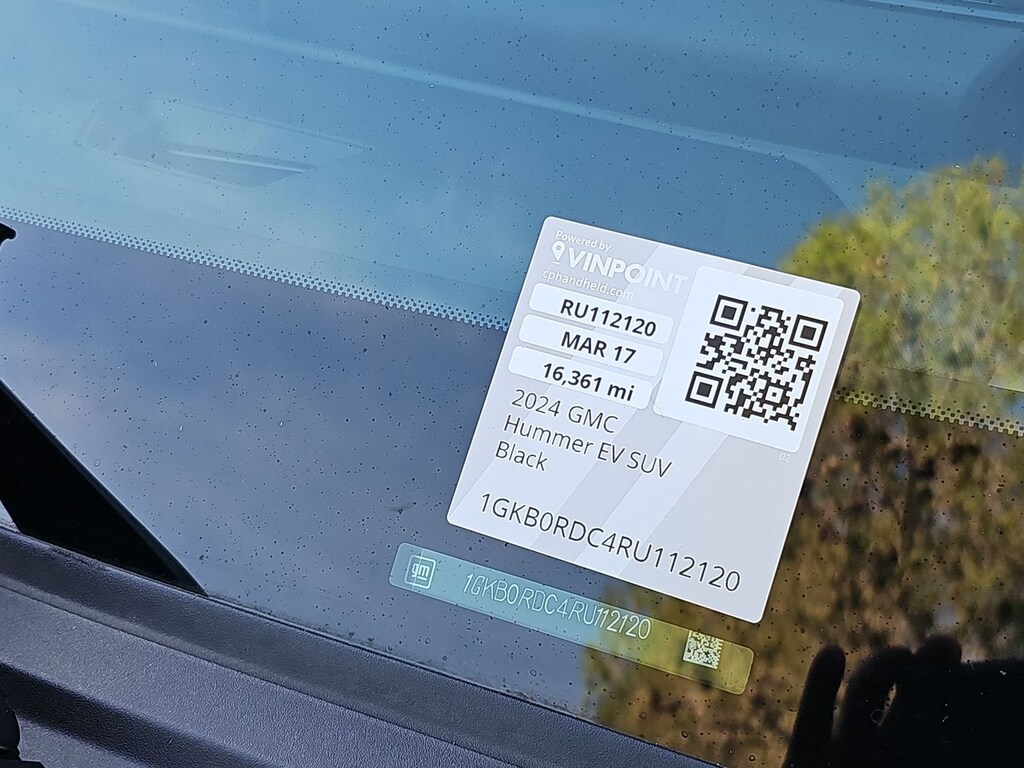 Powered by
VINPOINT
cphandheld.com
RU112120
MAR 17
16,361 mi
2024 GMC
Hummer EV SUV
Black
02
1GKB0RDC4RU112120
gm 1GKB0RDC4RU112120